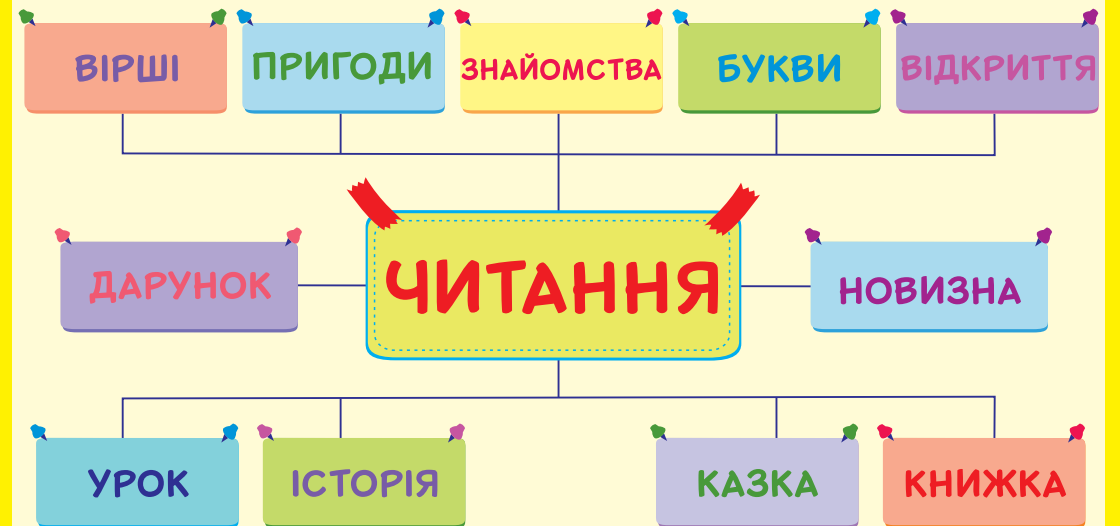 ВІРШІ
ПРИГОДИ
ЗНАЙОМСТВА
БУКВИ
ВІДКРИТТЯ
ДАРУНОК
ЧИТАННЯ
НОВИЗНА
УРОК
ІСТОРІЯ
КАЗКА
КНИЖКА